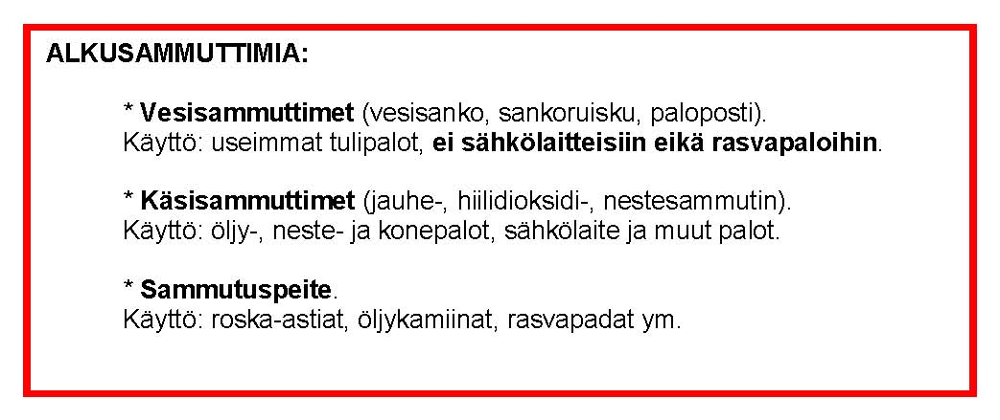 ALKUSAMMUTTIMIA:
* Vesisammuttimet (vesisanko, sankoruisku, paloposti).
Käyttö: useimmat tulipalot, ei sähkölaitteisiin eikä rasvapaloihin.
* Käsisammuttimet (jauhe-, hiilidioksidi-, nestesammutin).
Käyttö: öljy-, neste- ja konepalot, sähkölaite ja muut palot.
* Sammutuspeite.
Käyttö: roska-astiat, öljykamiinat, rasvapadat ym.